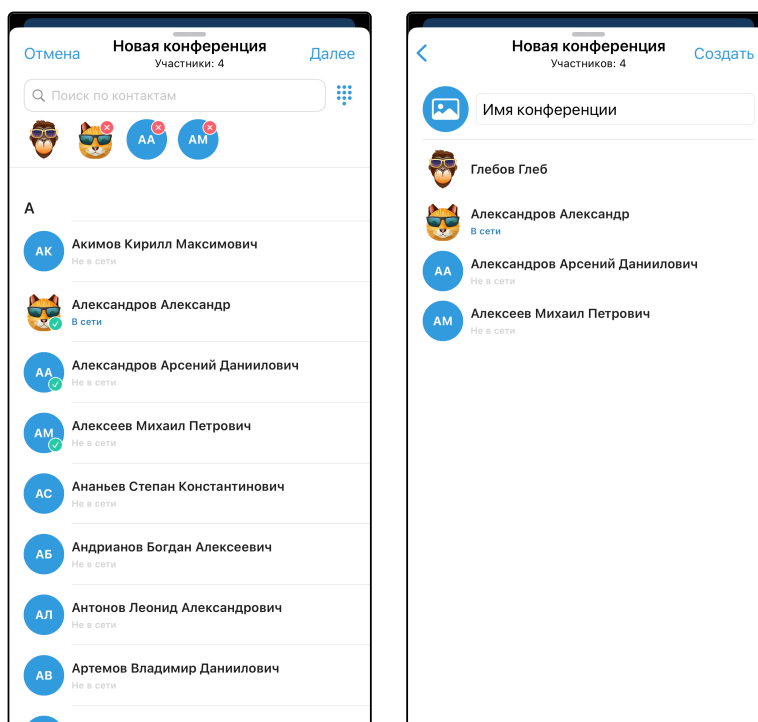 Отмена
Новая конференция
Далее
Участники: 4
Поиск по контактам
АА
АМ
А
АК
Акимов Кирилл Максимович
Не в сети
Александров Александр
В сети
АА
Александров Арсений Даниилович
Не в сети
АМ
Алексеев Михаил Петрович
Не в сети
АС
Ананьев Степан Константинович
Не в сети
АБ
Андрианов Богдан Алексеевич
Не в сети
АЛ
Антонов Леонид Александрович
Не в сети
АВ
Артемов Владимир Даниилович
Не в сети
Новая конференция
Создать
Участников: 4
Имя конференции
Глебов Глеб
Александров Александр
В сети
АА
Александров Арсений Даниилович
Не в сети
АМ
Алексеев Михаил Петрович
Не в сети